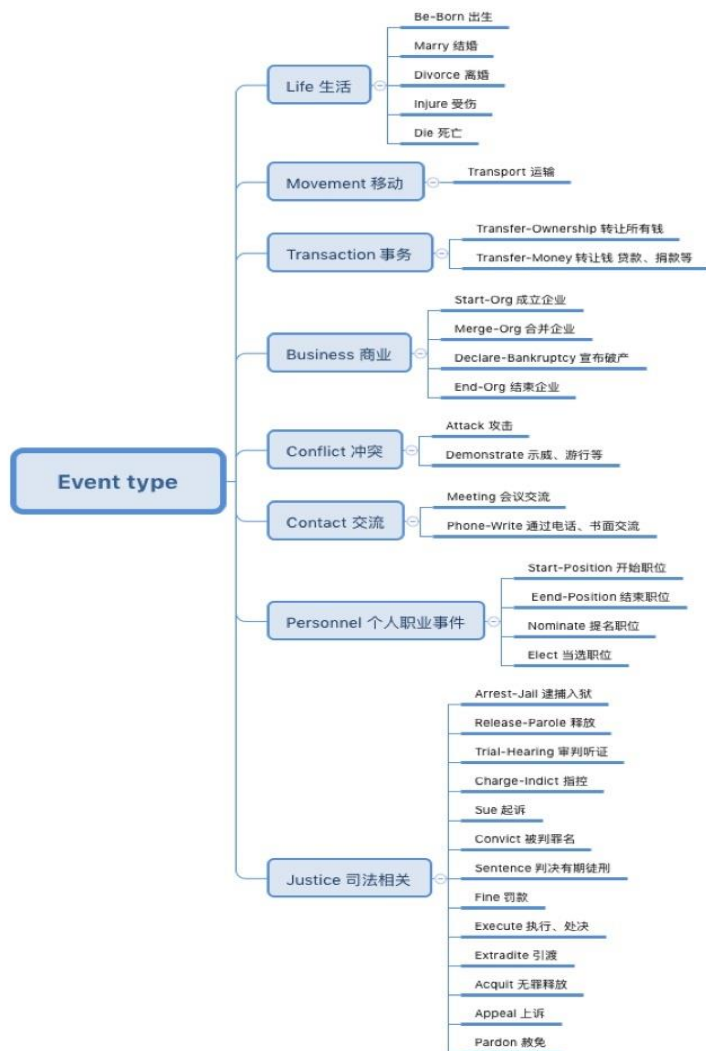 Event type
Life 生活
Be-Born 出生
Marry 结婚
Divorce 离婚
Injure 受伤
Die 死亡
Movement 移动
Transport 运输
Transaction 事务
Transfer-Ownership 转让所有钱
Transfer-Money 转让钱 贷款、捐款等
Business 商业
Start-Org 成立企业
Merge-Org 合并企业
Declare-Bankruptcy 宣布破产
End-Org 结束企业
Conflict 冲突
Attack 攻击
Demonstrate 示威、游行等
Contact 交流
Meeting 会议交流
Phone-Write 通过电话、书面交流
Personnel 个人职业事件
Start-Position 开始职位
Eend-Position 结束职位
Nominate 提名职位
Elect 当选职位
Justice 司法相关
Arrest-Jail 逮捕入狱
Release-Parole 释放
Trial-Hearing 审判听证
Charge-Indict 指控
Sue 起诉
Convict 被判罪名
Sentence 判决有期徒刑
Fine 罚款
Execute 执行、处决
Extradite 引渡
Acquit 无罪释放
Appeal 上诉
Pardon 赦免